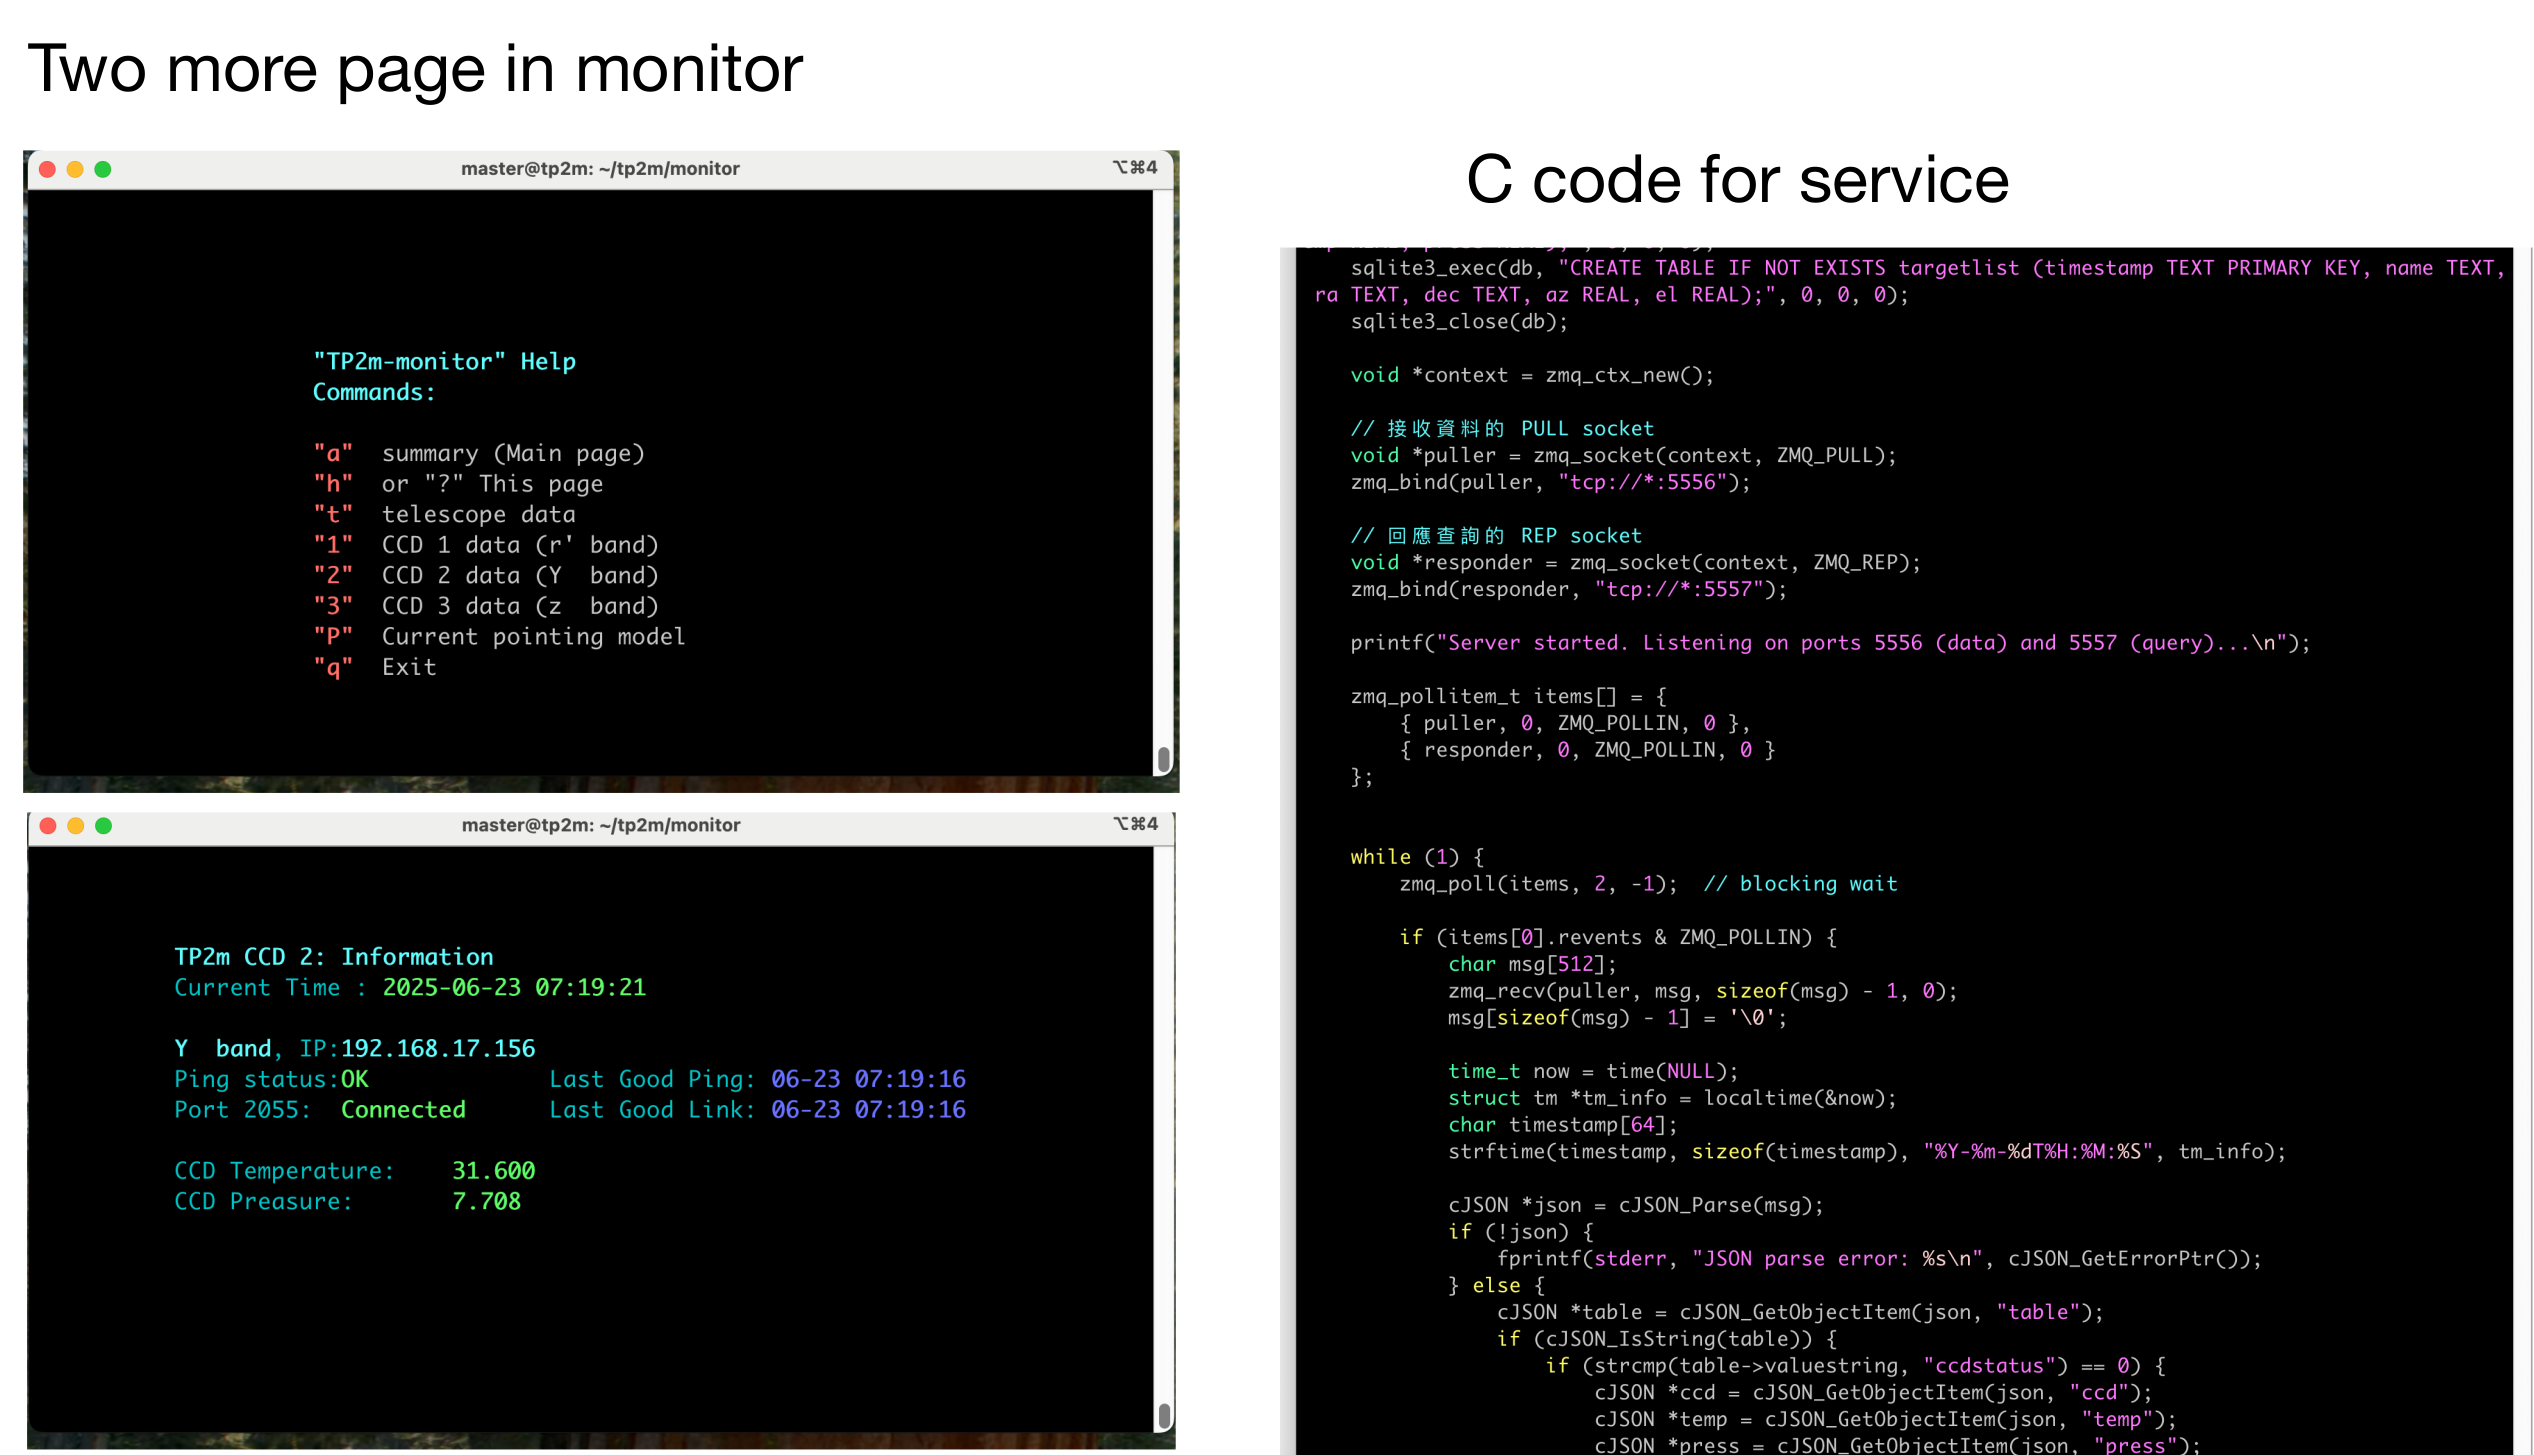 Two more page in monitor
master@tp2m: ~/tp2m/monitor
⌥⌘4
"TP2m-monitor" Help
Commands:
"a" summary (Main page)
"h" or "?" This page
"t" telescope data
"1" CCD 1 data (r' band)
"2" CCD 2 data (Y  band)
"3" CCD 3 data (z  band)
"P" Current pointing model
"q" Exit
master@tp2m: ~/tp2m/monitor
⌥⌘4
TP2m CCD 2: Information
Current Time : 2025-06-23 07:19:21
Y  band, IP:192.168.17.156
Ping status:OK Last Good Ping: 06-23 07:19:16
Port 2055: Connected Last Good Link: 06-23 07:19:16
CCD Temperature: 31.600
CCD Preasure: 7.708
C code for service
sqlite3_exec(db, "CREATE TABLE IF NOT EXISTS targetlist (timestamp TEXT PRIMARY KEY, name TEXT,
ra TEXT, dec TEXT, az REAL, el REAL);", 0, 0, 0);
sqlite3_close(db);
void *context = zmq_ctx_new();
// 接收資料的 PULL socket
void *puller = zmq_socket(context, ZMQ_PULL);
zmq_bind(puller, "tcp://*:5556");
// 回應查詢的 REP socket
void *responder = zmq_socket(context, ZMQ_REP);
zmq_bind(responder, "tcp://*:5557");
printf("Server started. Listening on ports 5556 (data) and 5557 (query)...\n");
zmq_pollitem_t items[] = {
{ puller, 0, ZMQ_POLLIN, 0 },
{ responder, 0, ZMQ_POLLIN, 0 }
};
while (1) {
zmq_poll(items, 2, -1);  // blocking wait
if (items[0].revents & ZMQ_POLLIN) {
char msg[512];
zmq_recv(puller, msg, sizeof(msg) - 1, 0);
msg[sizeof(msg) - 1] = '\0';
time_t now = time(NULL);
struct tm *tm_info = localtime(&now);
char timestamp[64];
strftime(timestamp, sizeof(timestamp), "%Y-%m-%dT%H:%M:%S", tm_info);
cJSON *json = cJSON_Parse(msg);
if (!json) {
fprintf(stderr, "JSON parse error: %s\n", cJSON_GetErrorPtr());
} else {
cJSON *table = cJSON_GetObjectItem(json, "table");
if (cJSON_IsString(table)) {
if (strcmp(table->valuestring, "ccdstatus") == 0) {
cJSON *ccd = cJSON_GetObjectItem(json, "ccd");
cJSON *temp = cJSON_GetObjectItem(json, "temp");
cJSON *press = cJSON_GetObjectItem(json, "press");